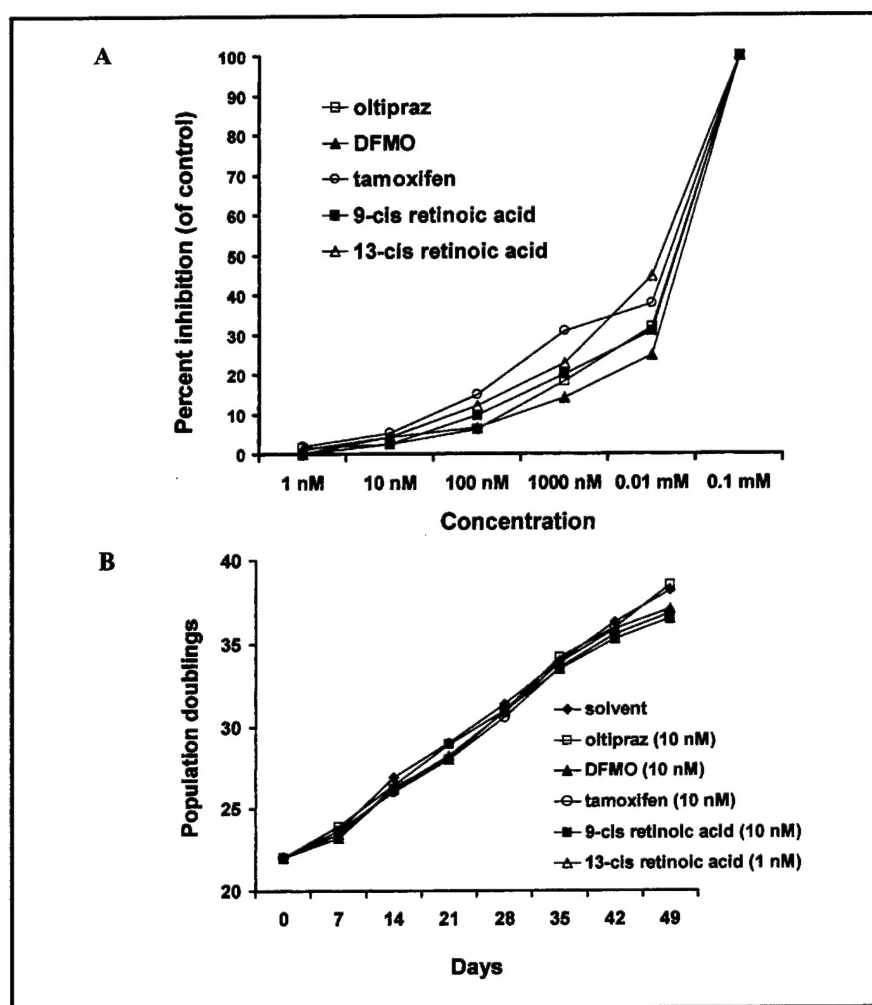 A
100
90
80
70
60
50
40
30
20
10
0
Percent inhibition (of control)
oltipraz
DFMO
tamoxifen
9-cis retinoic acid
13-cis retinoic acid
1 nM 10 nM 100 nM 1000 nM 0.01 mM 0.1 mM
Concentration
B
40
35
30
25
20
Population doublings
solvent
oltipraz (10 nM)
DFMO (10 nM)
tamoxifen (10 nM)
9-cis retinoic acid (10 nM)
13-cis retinoic acid (1 nM)
0 7 14 21 28 35 42 49
Days